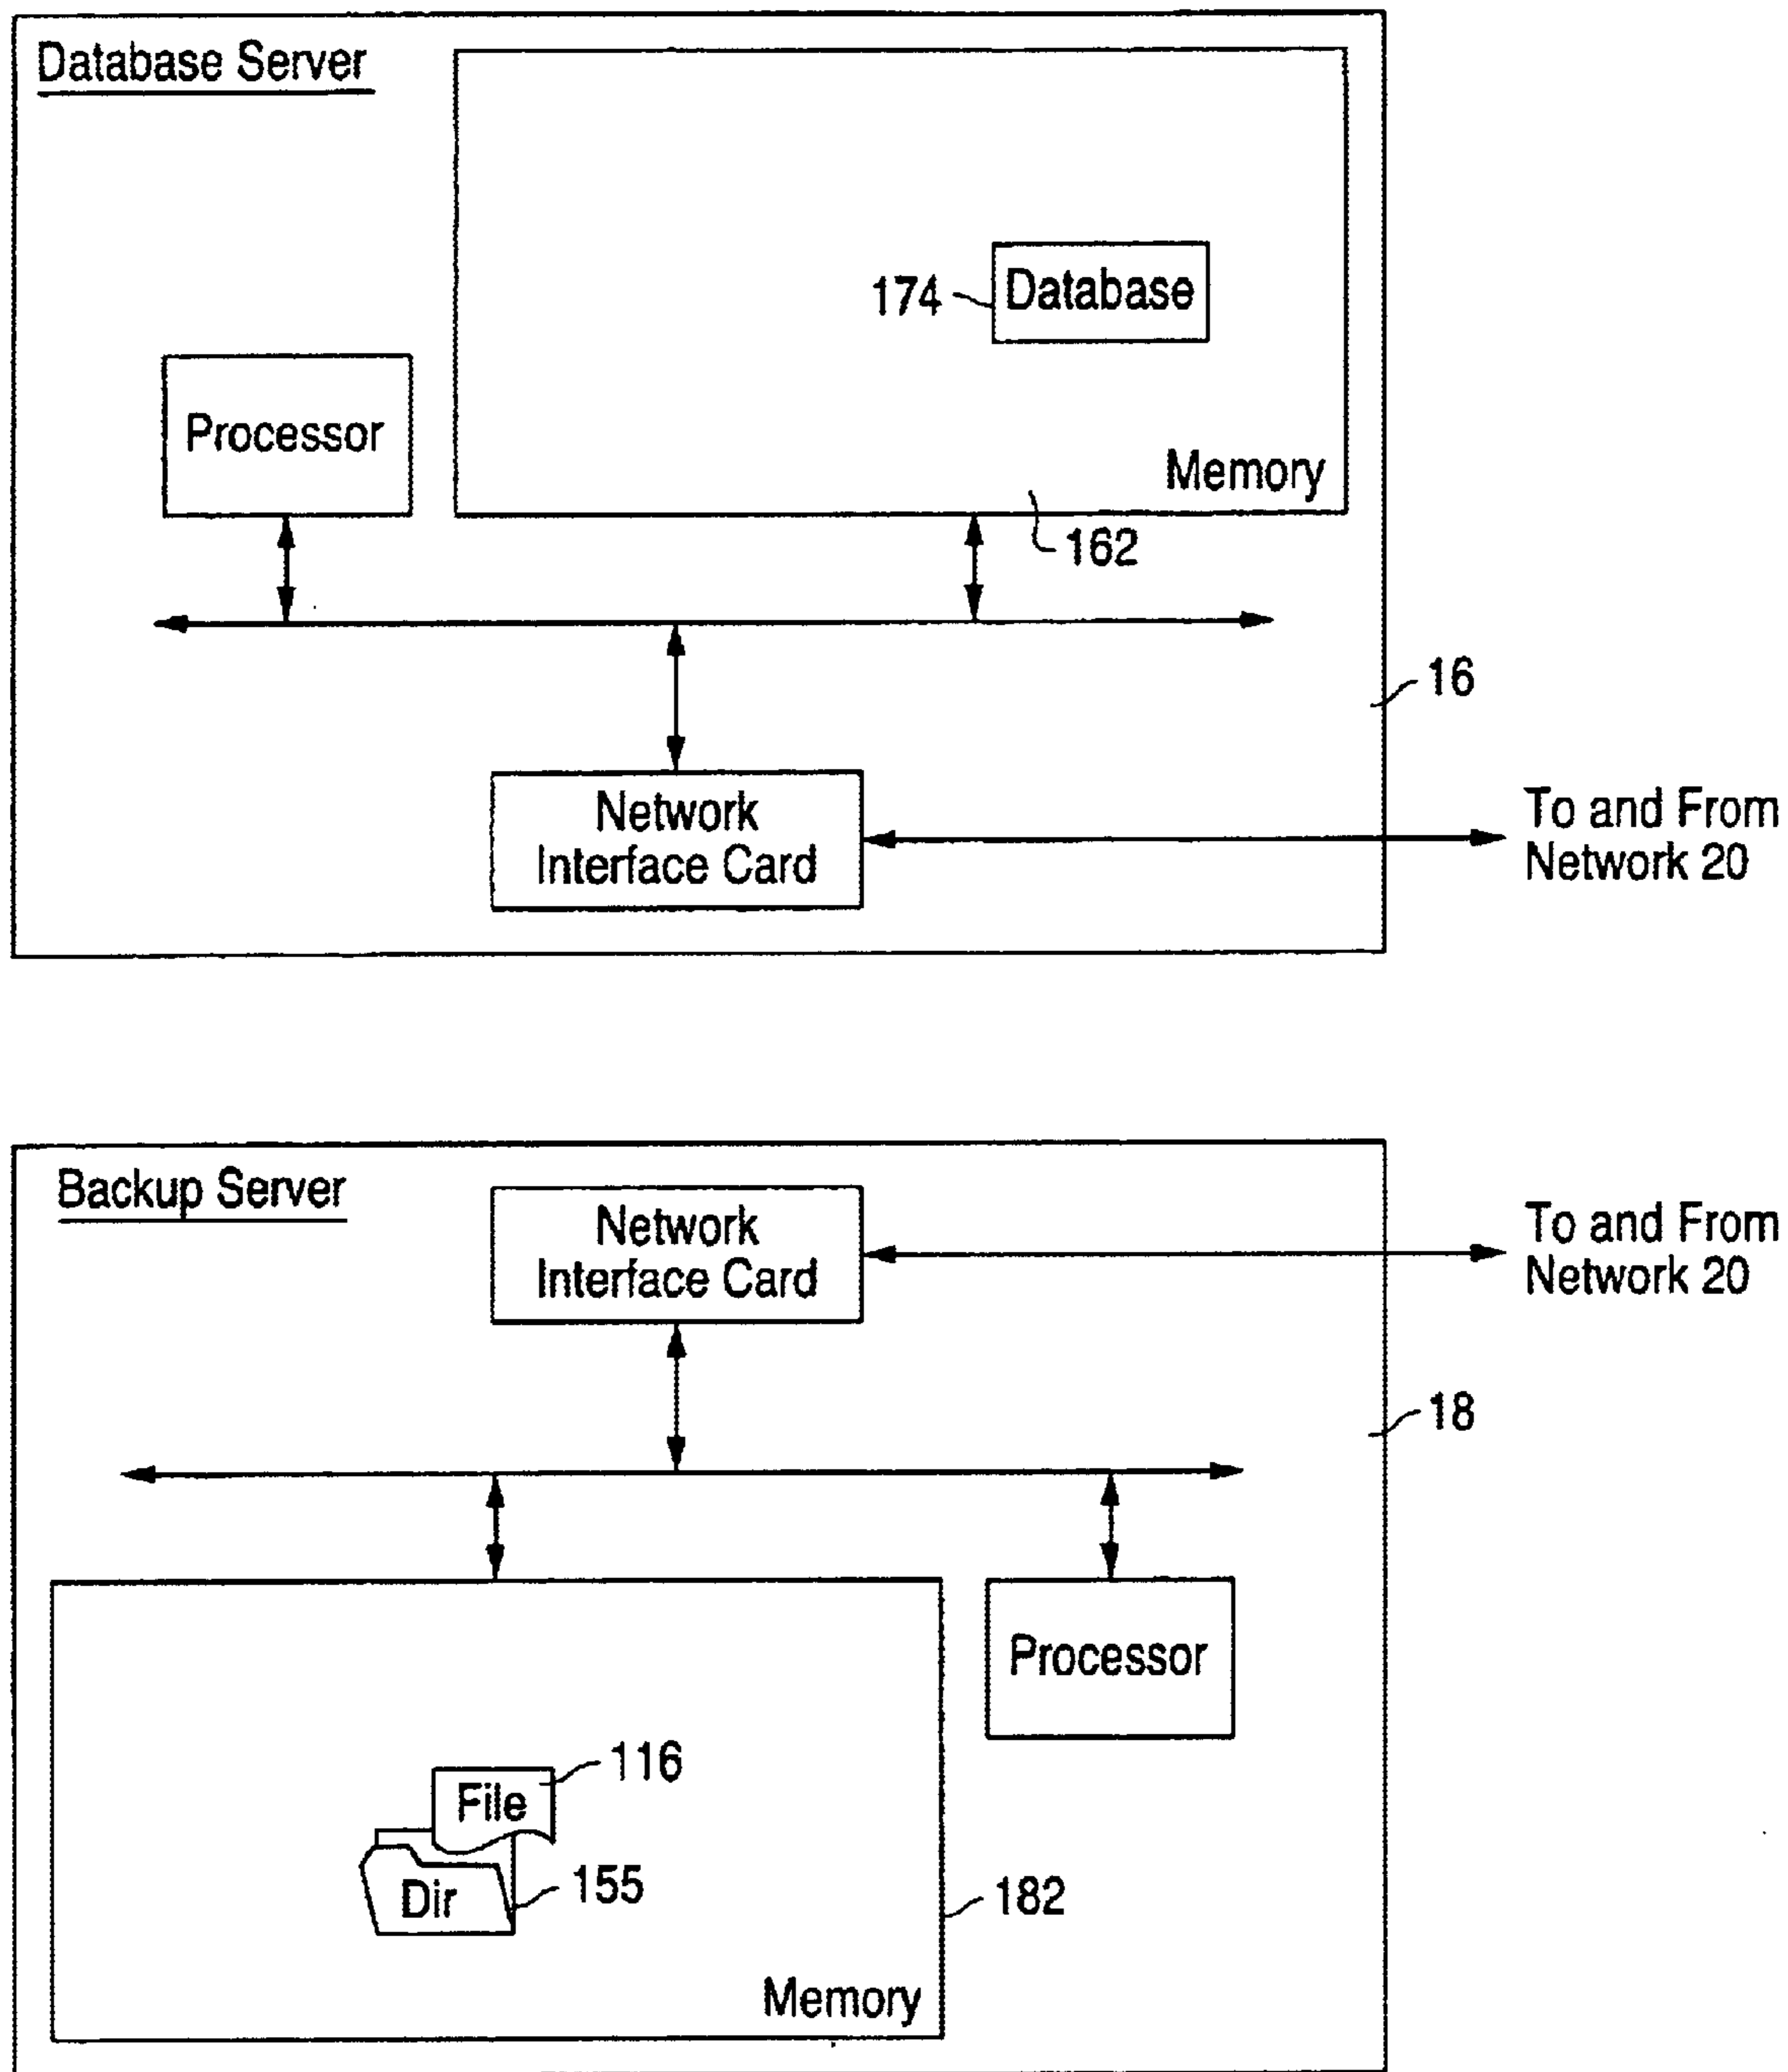 Database Server
174
Database
Processor
Memory
162
16
Network
Interface Card
To and From
Network 20
Backup Server
Network
Interface Card
To and From
Network 20
18
Processor
116
File
155
Dir
182
Memory